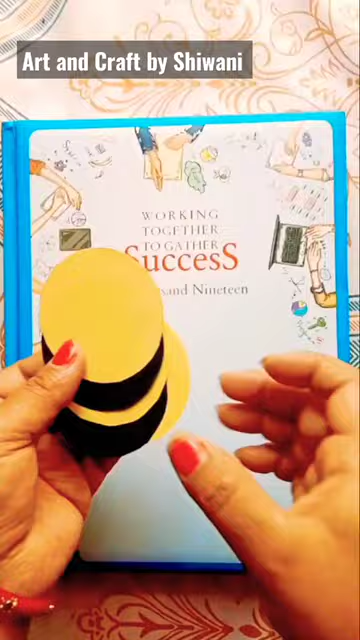 Art and Craft by Shiwani
WORKING
TOGETHER
TO GATHER
SuccesS
Nineteen